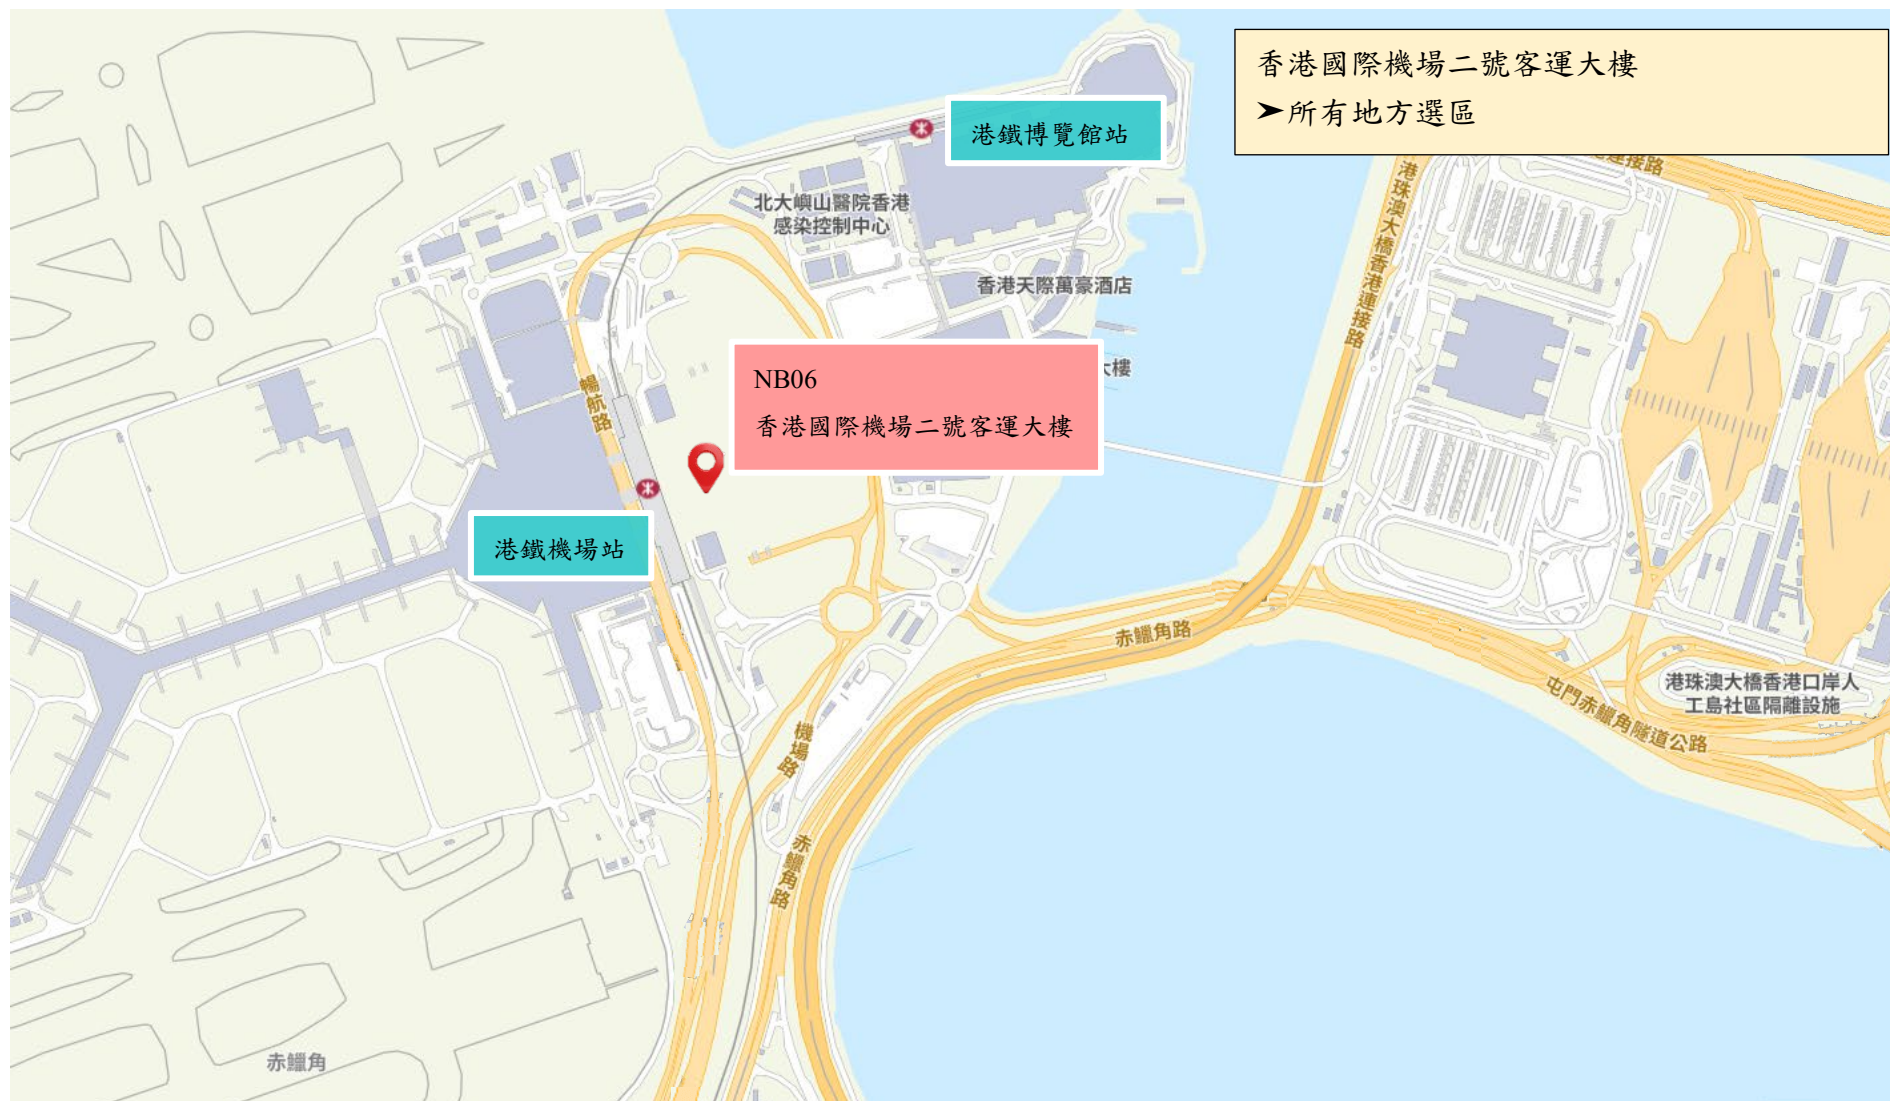 香港國際機場二號客運大樓
➤所有地方選區
港鐵博覽館站
連接路
港珠澳大橋香港連接路
北大嶼山醫院香港
感染控制中心
香港天際萬豪酒店
樓
NB06
香港國際機場二號客運大樓
暢航路
港鐵機場站
赤鱲角路
港珠澳大橋香港口岸人
工島社區隔離設施
屯門赤鱲角隧道公路
機場路
赤鱲角路
赤鱲角